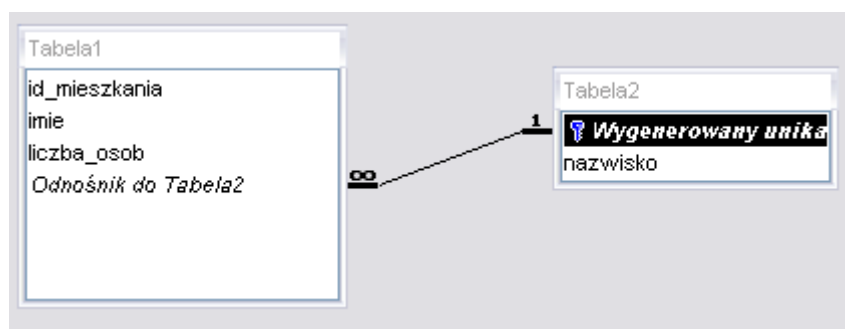 Tabela1
id_mieszkania
imie
liczba_osob
Odnośnik do Tabela2
∞
1
Tabela2
Wygenerowany unika
nazwisko